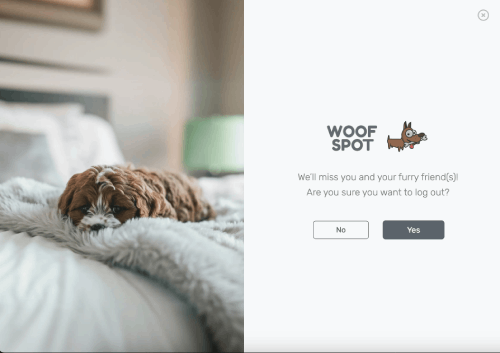 WOOF
SPOT
We'll miss you and your furry friend(s)!
Are you sure you want to log out?
No
Yes